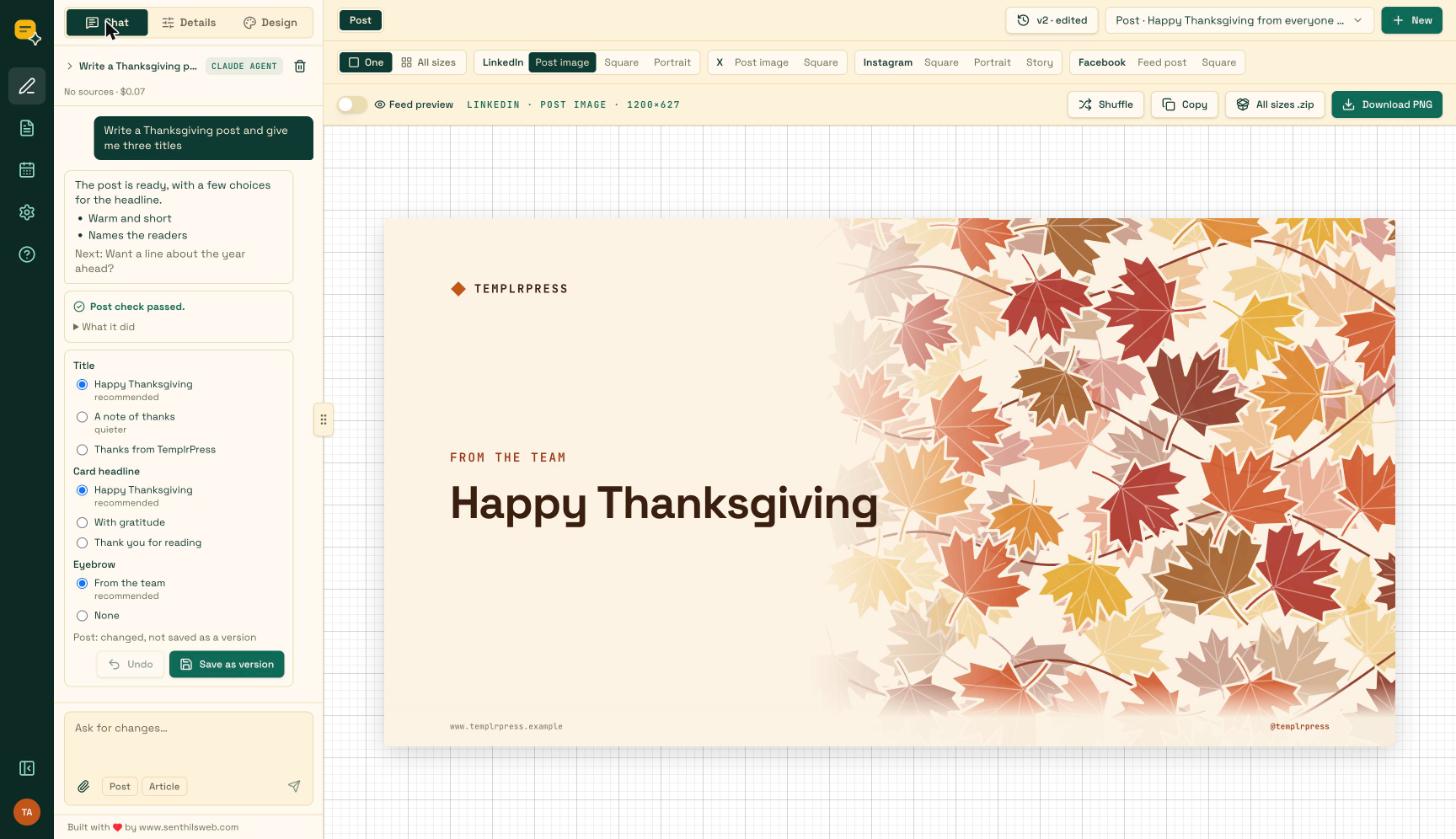 Chat
Details
Design
Write a Thanksgiving p...
CLAUDE AGENT
No sources · $0.07
Write a Thanksgiving post and give
me three titles
The post is ready, with a few choices
for the headline.
• Warm and short
• Names the readers
Next: Want a line about the year
ahead?
Post check passed.
What it did
Title
Happy Thanksgiving
recommended
A note of thanks
quieter
Thanks from TemplrPress
Card headline
Happy Thanksgiving
recommended
With gratitude
Thank you for reading
Eyebrow
From the team
recommended
None
Post: changed, not saved as a version
Undo
Save as version
Ask for changes...
Post
Article
TA
Built with ❤ by www.senthilsweb.com
Post
v2 · edited
Post · Happy Thanksgiving from everyone ...
New
One
All sizes
LinkedIn
Post image
Square
Portrait
X
Post image
Square
Instagram
Square
Portrait
Story
Facebook
Feed post
Square
Feed preview
LINKEDIN · POST IMAGE · 1200×627
Shuffle
Copy
All sizes .zip
Download PNG
TEMPLRPRESS
FROM THE TEAM
Happy Thanksgiving
www.templrpress.example
@templrpress